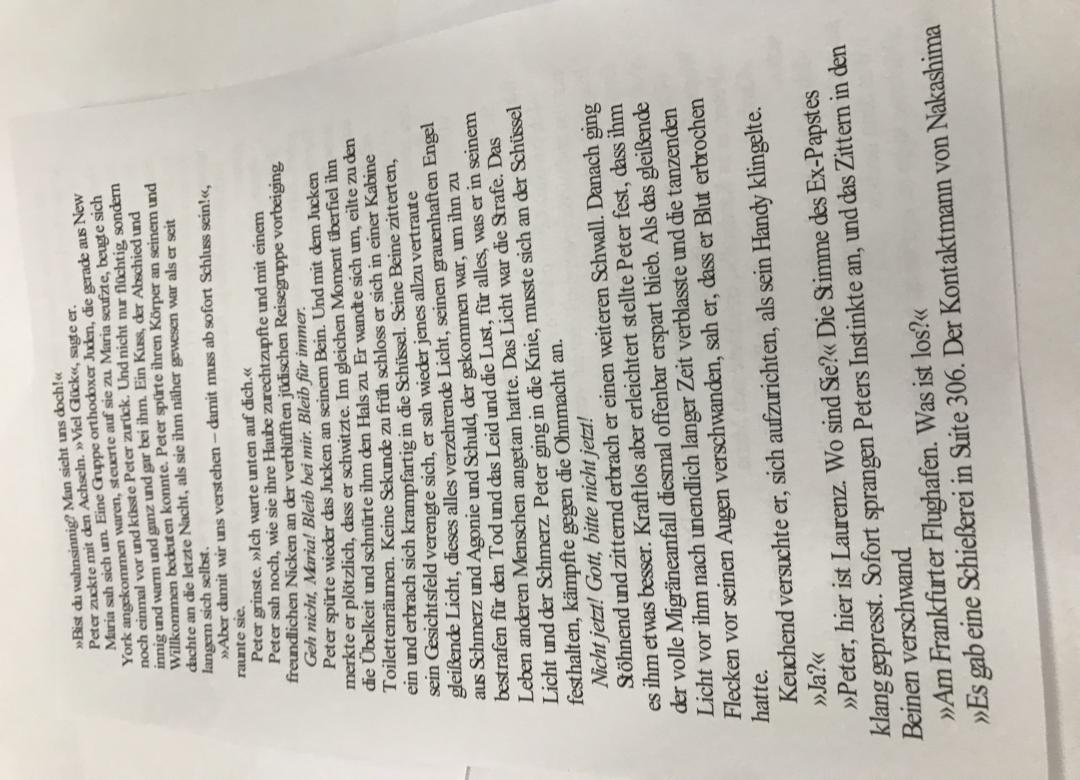 »Bist du wahnsinnig? Man sieht uns doch!«
Peter zuckte mit den Achseln. »Viel Glück«, sagte er.
Maria sah sich um. Eine Gruppe orthodoxer Juden, die gerade aus New
York angekommen waren, steuerte auf sie zu. Maria seufzte, beugte sich
noch einmal vor und küsste Peter zurück. Und nicht nur flüchtig, sondern
innig und warm und ganz und gar bei ihm. Ein Kuss, der Abschied und
Willkommen bedeuten konnte. Peter spürte ihren Körper an seinem und
dachte an die letzte Nacht, als sie ihm näher gewesen war als er seit
langem sich selbst.
»Aber damit wir uns verstehen – damit muss ab sofort Schluss sein!«,
raunte sie.
Peter grinste. »Ich warte unten auf dich.«
Peter sah noch, wie sie ihre Haube zurechtzupfte und mit einem
freundlichen Nicken an der verblüfften jüdischen Reisegruppe vorbeiging.
Geh nicht, Maria! Bleib bei mir. Bleib für immer.
Peter spürte wieder das Jucken an seinem Bein. Und mit dem Jucken
merkte er plötzlich, dass er schwitzte. Im gleichen Moment überfiel ihn
die Übelkeit und schnürte ihm den Hals zu. Er wandte sich um, eilte zu den
Toilettenräumen. Keine Sekunde zu früh schloss er sich in einer Kabine
ein und erbrach sich krampfartig in die Schüssel. Seine Beine zitterten,
sein Gesichtsfeld verengte sich, er sah wieder jenes allzu vertraute
gleißende Licht, dieses alles verzehrende Licht, seinen grauenhaften Engel
aus Schmerz und Agonie und Schuld, der gekommen war, um ihn zu
bestrafen für den Tod und das Leid und die Lust, für alles, was er in seinem
Leben anderen Menschen angetan hatte. Das Licht war die Strafe. Das
Licht und der Schmerz. Peter ging in die Knie, musste sich an der Schüssel
festhalten, kämpfte gegen die Ohnmacht an.
Nicht jetzt! Gott, bitte nicht jetzt!
Stöhnend und zitternd erbrach er einen weiteren Schwall. Danach ging
es ihm etwas besser. Kraftlos aber erleichtert stellte Peter fest, dass ihm
der volle Migräneanfall diesmal offenbar erspart blieb. Als das gleißende
Licht vor ihm nach unendlich langer Zeit verblasste und die tanzenden
Flecken vor seinen Augen verschwanden, sah er, dass er Blut erbrochen
hatte.
Keuchend versuchte er, sich aufzurichten, als sein Handy klingelte.
»Ja?«
»Peter, hier ist Laurenz. Wo sind Sie?« Die Stimme des Ex-Papstes
klang gepresst. Sofort sprangen Peters Instinkte an, und das Zittern in den
Beinen verschwand.
»Am Frankfurter Flughafen. Was ist los?«
»Es gab eine Schießerei in Suite 306. Der Kontaktmann von Nakashima